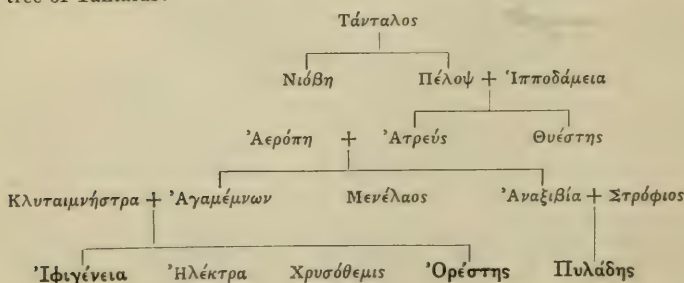 Τάνταλος
Νιόβη Πέλοψ + Ἱπποδάμεια
Ἀερόπη + Ἀτρεύς Θυέστης
Κλυταιμνήστρα + Ἀγαμέμνων Μενέλαος Ἀναξιβία + Στρόφιος
Ἰφιγένεια Ἠλέκτρα Χρυσόθεμις Ὀρέστης Πυλάδης